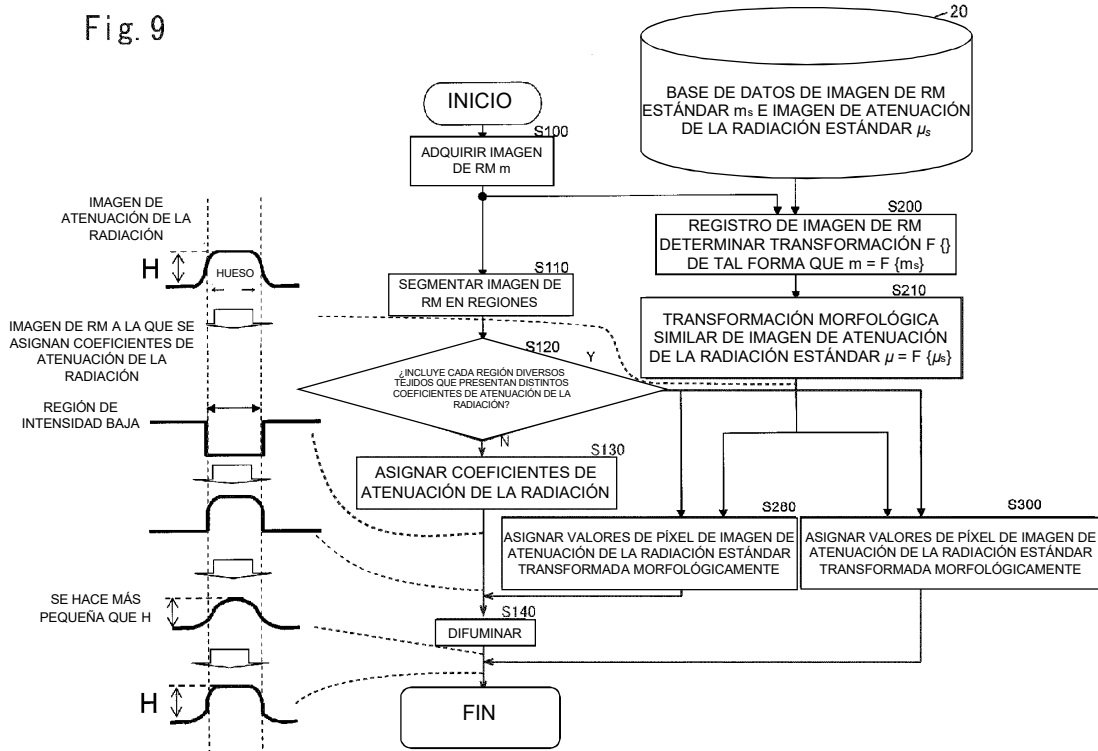 Fig. 9
20
BASE DE DATOS DE IMAGEN DE RM
ESTÁNDAR ms E IMAGEN DE ATENUACIÓN
DE LA RADIACIÓN ESTÁNDAR μs
INICIO
S100
ADQUIRIR IMAGEN
DE RM m
S200
REGISTRO DE IMAGEN DE RM
DETERMINAR TRANSFORMACIÓN F {}
DE TAL FORMA QUE m = F {ms}
S110
SEGMENTAR IMAGEN DE
RM EN REGIONES
S210
TRANSFORMACIÓN MORFOLÓGICA
SIMILAR DE IMAGEN DE ATENUACIÓN
DE LA RADIACIÓN ESTÁNDAR μ = F {μs}
S120
Y
¿INCLUYE CADA REGIÓN DIVERSOS
TEJIDOS QUE PRESENTAN DISTINTOS
COEFICIENTES DE ATENUACIÓN DE LA
RADIACIÓN?
N
S130
ASIGNAR COEFICIENTES DE
ATENUACIÓN DE LA RADIACIÓN
S280
ASIGNAR VALORES DE PÍXEL DE IMAGEN DE
ATENUACIÓN DE LA RADIACIÓN ESTÁNDAR
TRANSFORMADA MORFOLÓGICAMENTE
S300
ASIGNAR VALORES DE PÍXEL DE IMAGEN DE
ATENUACIÓN DE LA RADIACIÓN ESTÁNDAR
TRANSFORMADA MORFOLÓGICAMENTE
S140
DIFUMINAR
FIN
IMAGEN DE
ATENUACIÓN DE LA
RADIACIÓN
H
HUESO
IMAGEN DE RM A LA QUE SE
ASIGNAN COEFICIENTES DE
ATENUACIÓN DE LA
RADIACIÓN
REGIÓN DE
INTENSIDAD BAJA
SE HACE MÁS
PEQUEÑA QUE H
H